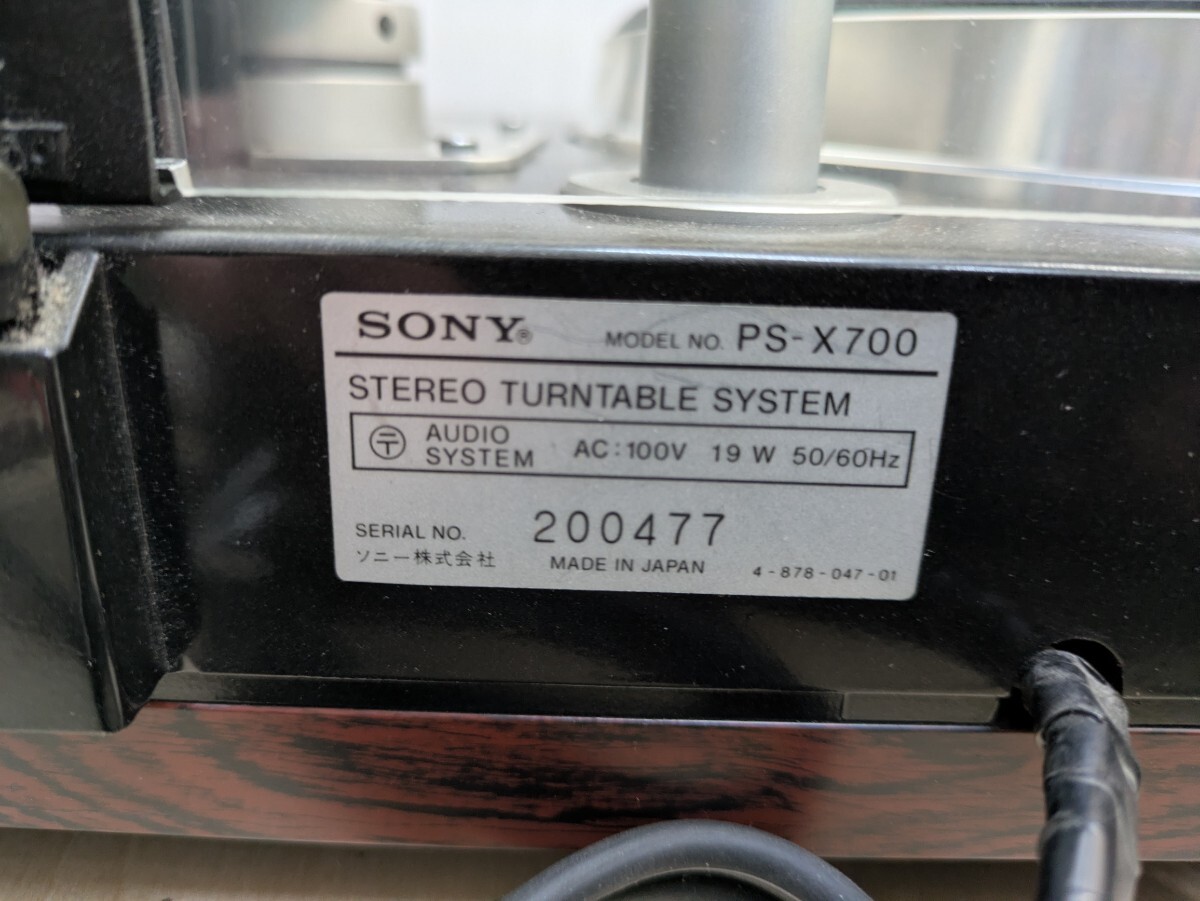 SONY® MODEL NO. PS-X700
STEREO TURNTABLE SYSTEM
〒 AUDIO SYSTEM AC:100V 19 W 50/60Hz
SERIAL NO. 200477
ソニー株式会社 MADE IN JAPAN 4-878-047-01